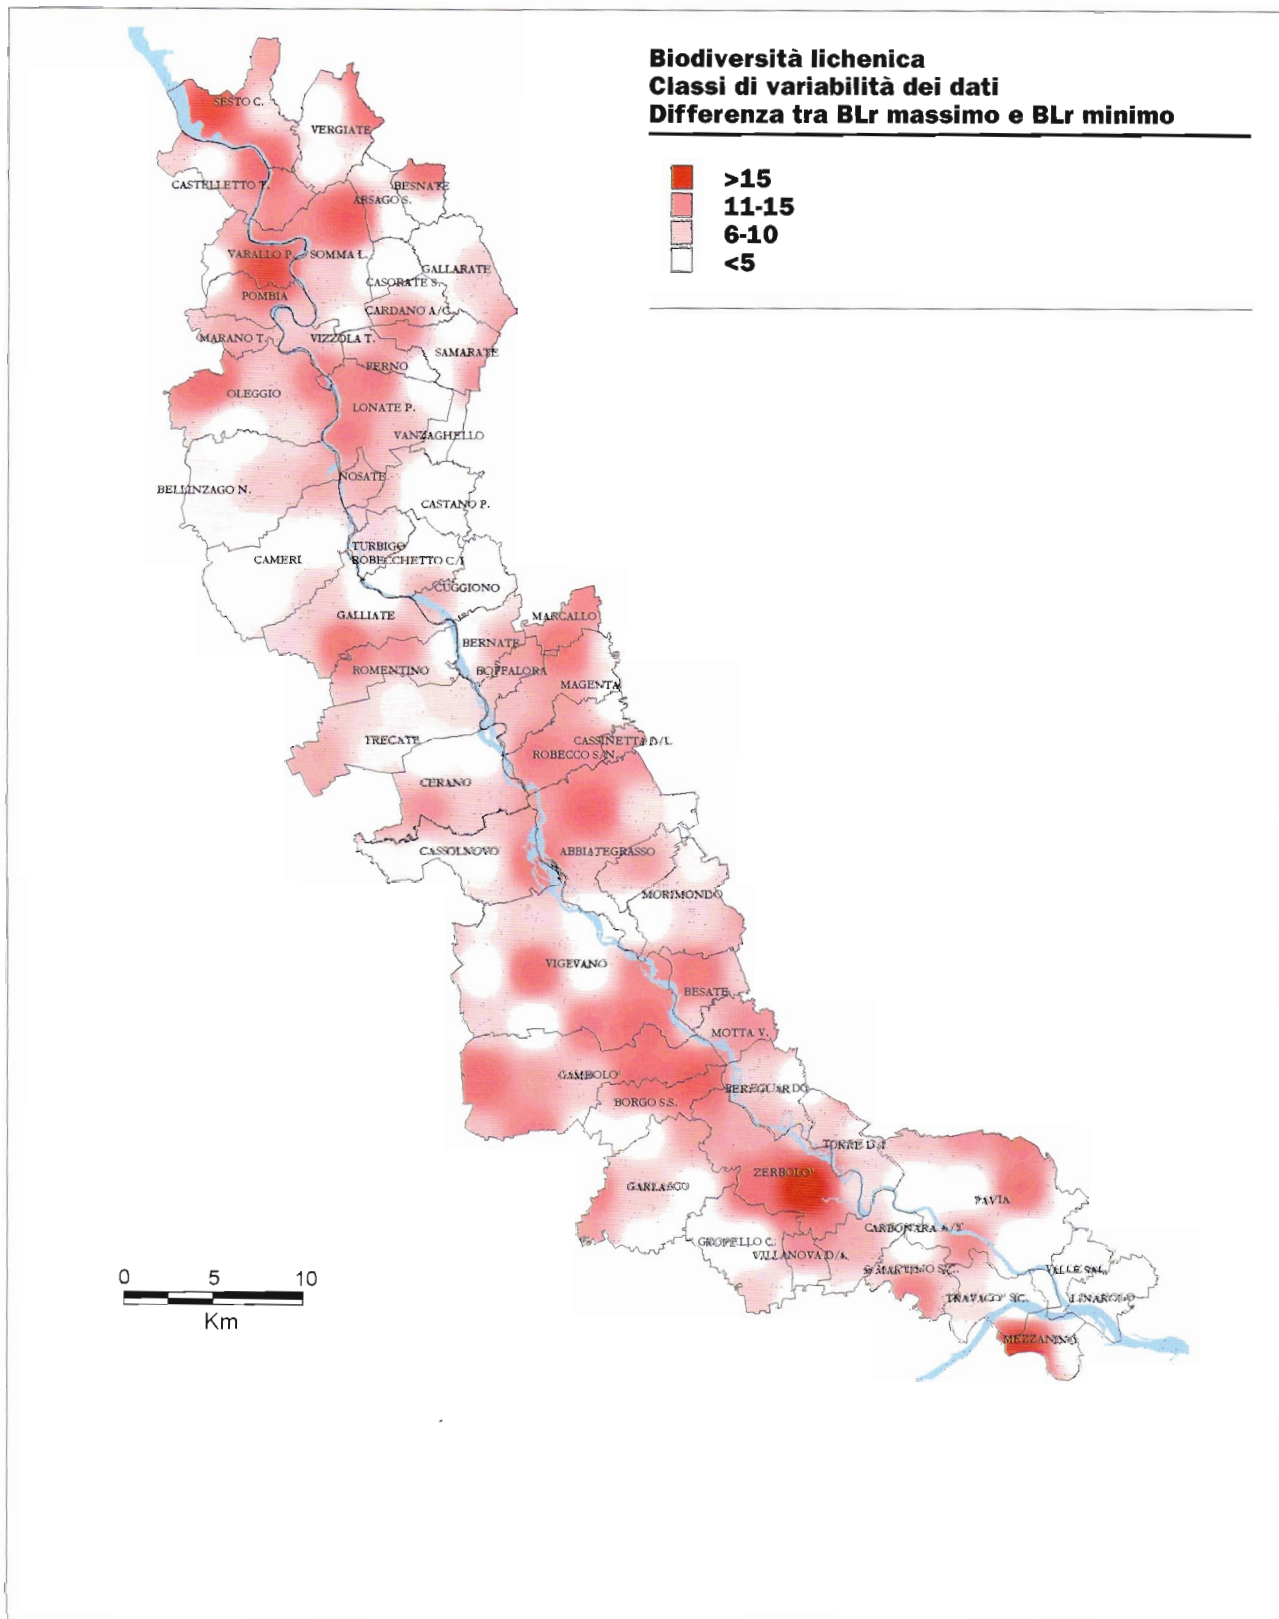 Biodiversità lichenica
Classi di variabilità dei dati
Differenza tra BLr massimo e BLr minimo
>15
11-15
6-10
<5
SESTO C.
VERGIATE
CASTELLETTO T.
BESNATE
ARSAGO S.
VARALLO P.
SOMMA L.
GALLARATE
CASORATE S.
POMBIA
CARDANO A/C.
MARANO T.
VIZZOLA T.
SAMARATE
FERNO
OLEGGIO
LONATE P.
VANZAGHELLO
NOSATE
BELLINZAGO N.
CASTANO P.
TURBIGO
CAMERI
ROBECCHETTO C/I
CUGGIONO
GALLIATE
MARCALLO
BERNATE
ROMENTINO
BOFFALORA
MAGENTA
TRECATE
CASSINETTA D/L
ROBECCO S/N.
CERANO
CASSOLNOVO
ABBIATEGRASSO
MORIMONDO
VIGEVANO
BESATE
MOTTA V.
GAMBOLO'
BEREGUARDO
BORGO S.S.
TORRE D'I
ZERBOLO'
GARLASCO
PAVIA
CARBONARA A/T
GROPELLO C.
VILLANOVA D/A.
S. MARTINO SIC.
VALLE SAL.
TRAVACO' SIC.
LINAROLO
MEZZANINO
0 5 10
Km